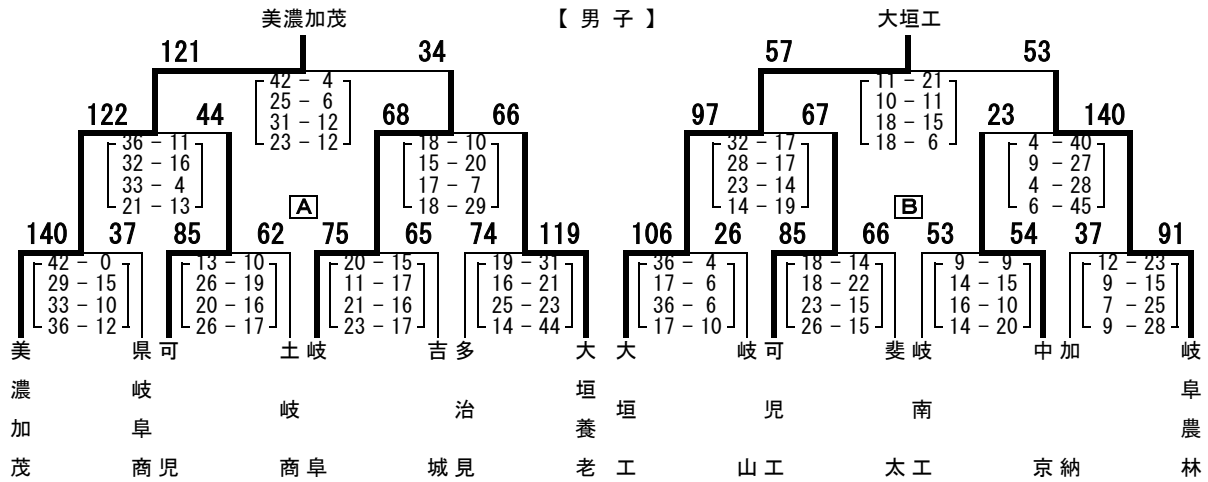 美濃加茂 【 男 子 】 大垣工
121 34 57 53
42 - 4 11 - 21
25 - 6 10 - 11
31 - 12 18 - 15
23 - 12 18 - 6
122 44 68 66 97 67 23 140
36 - 11 18 - 10 32 - 17 4 - 40
32 - 16 15 - 20 28 - 17 9 - 27
33 - 4 17 - 7 23 - 14 4 - 28
21 - 13 18 - 29 14 - 19 6 - 45
A B
140 37 85 62 75 65 74 119 106 26 85 66 53 54 37 91
42 - 0 13 - 10 20 - 15 19 - 31 36 - 4 18 - 14 9 - 9 12 - 23
29 - 15 26 - 19 11 - 17 16 - 21 17 - 6 18 - 22 14 - 15 9 - 15
33 - 10 20 - 16 21 - 16 25 - 23 36 - 6 23 - 15 16 - 10 7 - 25
36 - 12 26 - 17 23 - 17 14 - 44 17 - 10 26 - 15 14 - 20 9 - 28
美濃加茂
県岐阜商
可児
土岐商
岐阜
吉城
多治見
大垣養老
大垣工
岐山
可児工
斐太
岐南工
中京
加納
岐阜農林